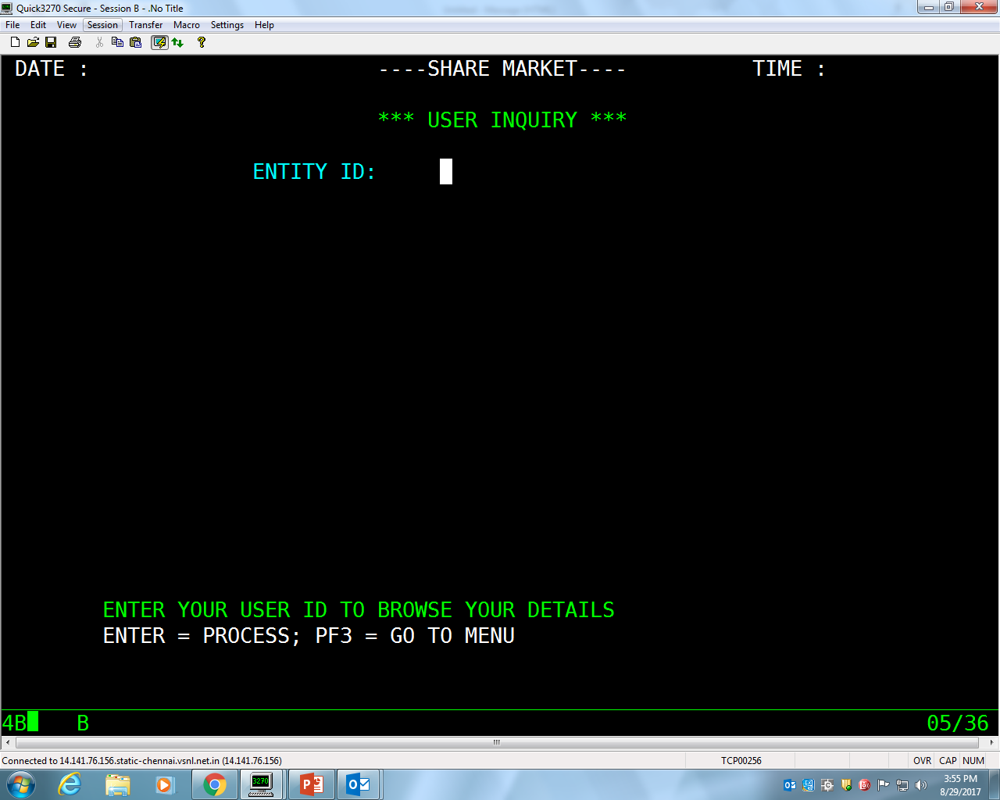 Quick3270 Secure - Session B - .No Title
File Edit View Session Transfer Macro Settings Help
DATE : ----SHARE MARKET---- TIME :
*** USER INQUIRY ***
ENTITY ID:
ENTER YOUR USER ID TO BROWSE YOUR DETAILS
ENTER = PROCESS; PF3 = GO TO MENU
4B B 05/36
Connected to 14.141.76.156.static-chennai.vsnl.net.in (14.141.76.156) TCP00256 OVR CAP NUM
3270
3:55 PM
8/29/2017